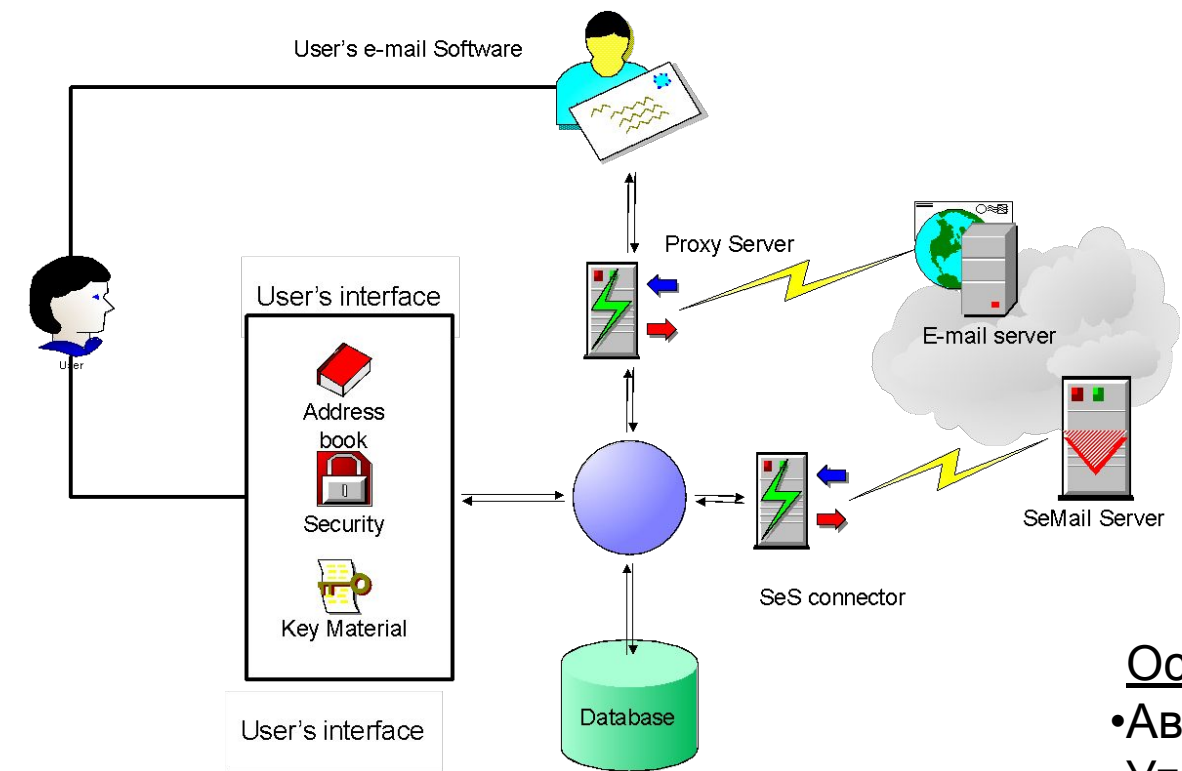 User's e-mail Software
Proxy Server
E-mail server
User
User's interface
Address
book
Security
Key Material
SeMail Server
SeS connector
Database
User's interface